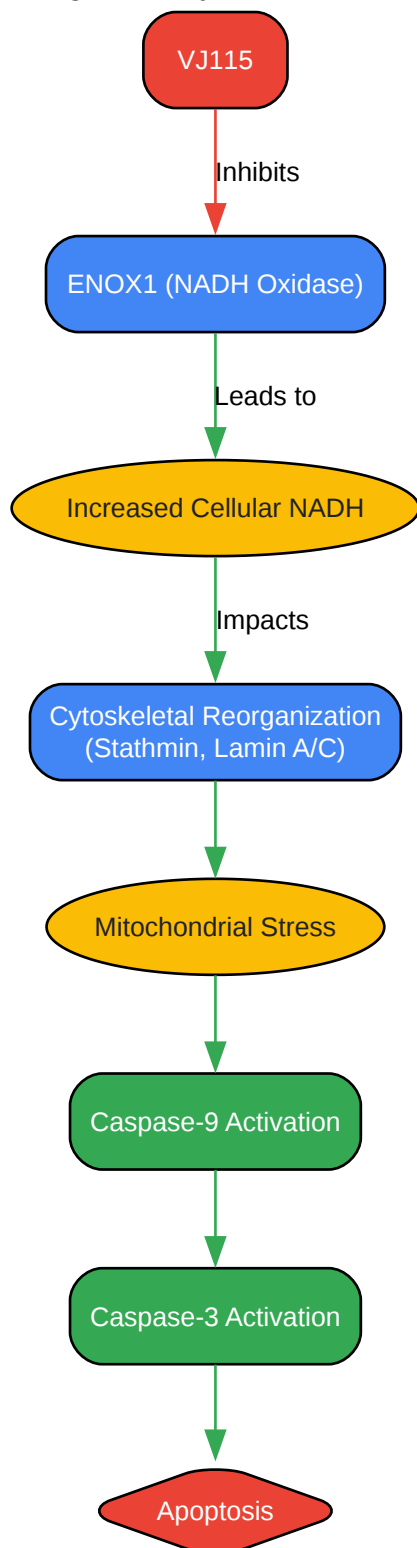 VJ115
Inhibits
ENOX1 (NADH Oxidase)
Leads to
Increased Cellular NADH
Impacts
Cytoskeletal Reorganization
(Stathmin, Lamin A/C)
Mitochondrial Stress
Caspase-9 Activation
Caspase-3 Activation
Apoptosis